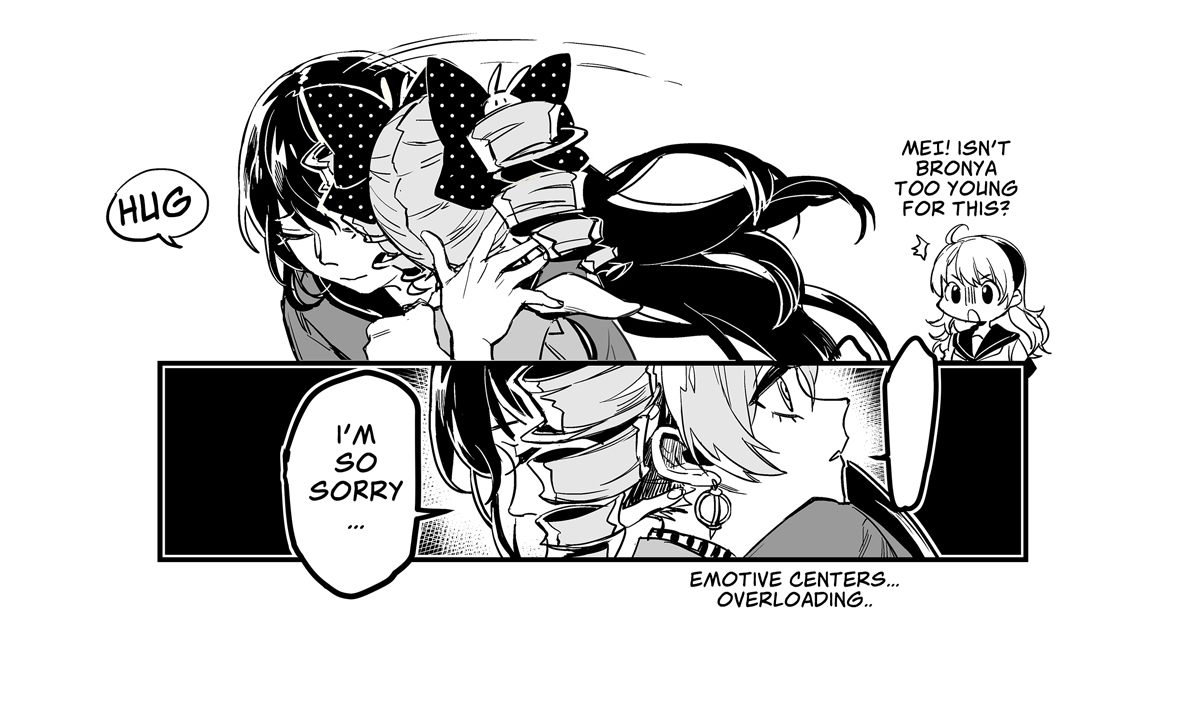 HUG
MEI! ISN'T
BRONYA
TOO YOUNG
FOR THIS?
I'M
SO
SORRY
...
EMOTIVE CENTERS...
OVERLOADING..